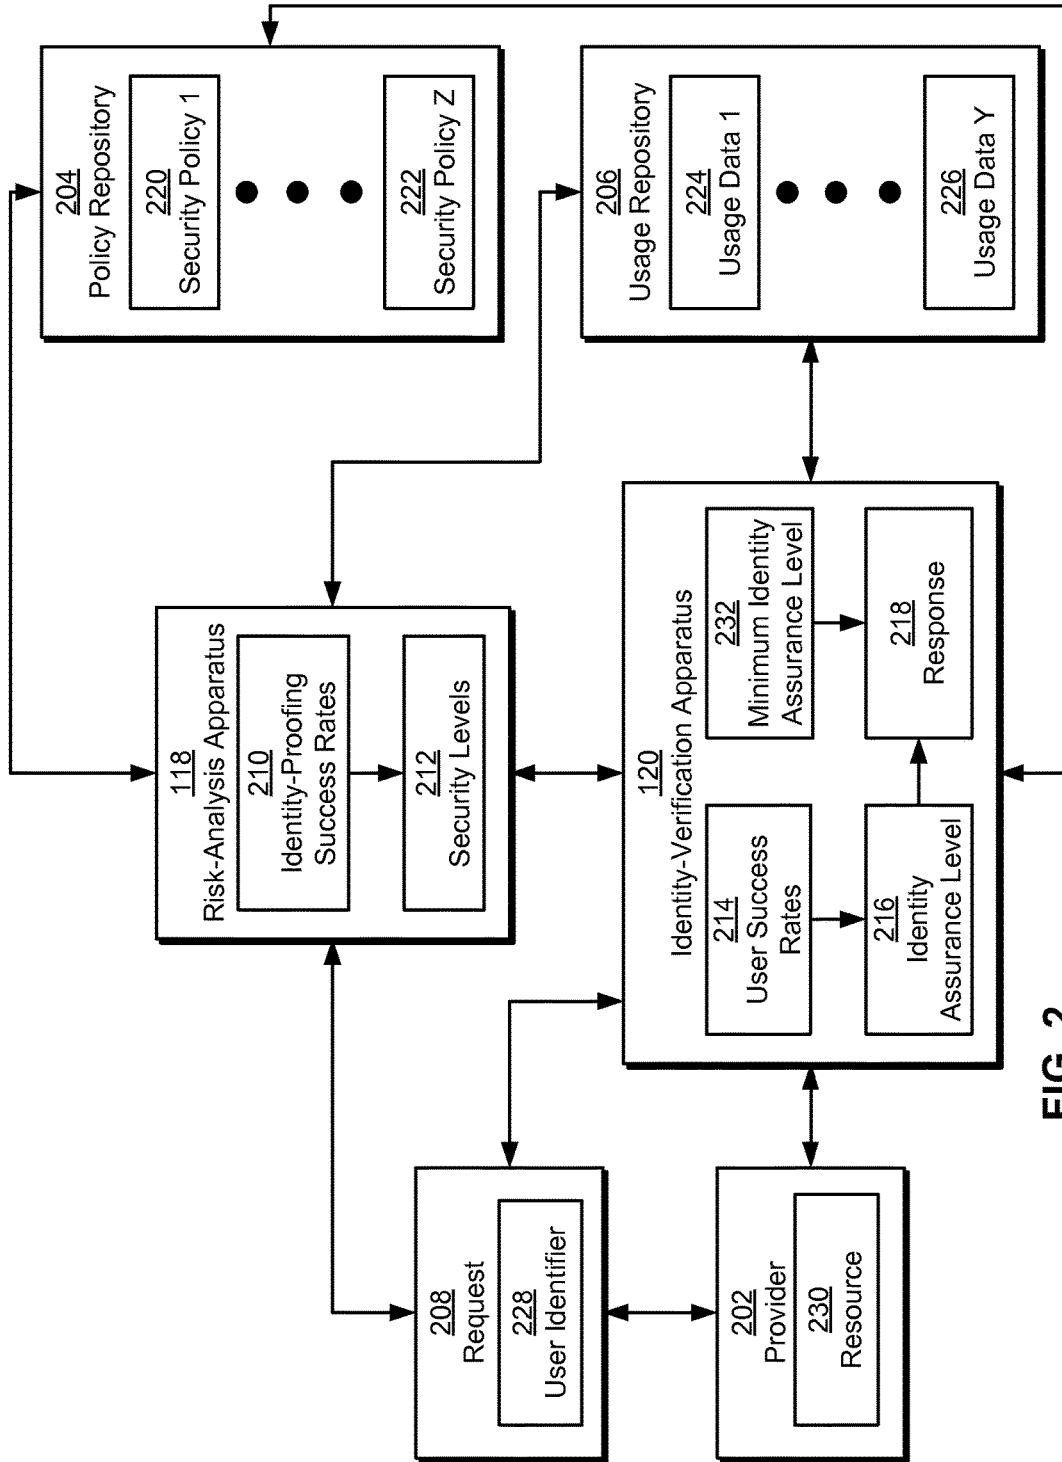 208
Request
228
User Identifier
202
Provider
230
Resource
118
Risk-Analysis Apparatus
210
Identity-Proofing
Success Rates
212
Security Levels
120
Identity-Verification Apparatus
214
User Success
Rates
232
Minimum Identity
Assurance Level
216
Identity
Assurance Level
218
Response
204
Policy Repository
220
Security Policy 1
222
Security Policy Z
206
Usage Repository
224
Usage Data 1
226
Usage Data Y
FIG. 2